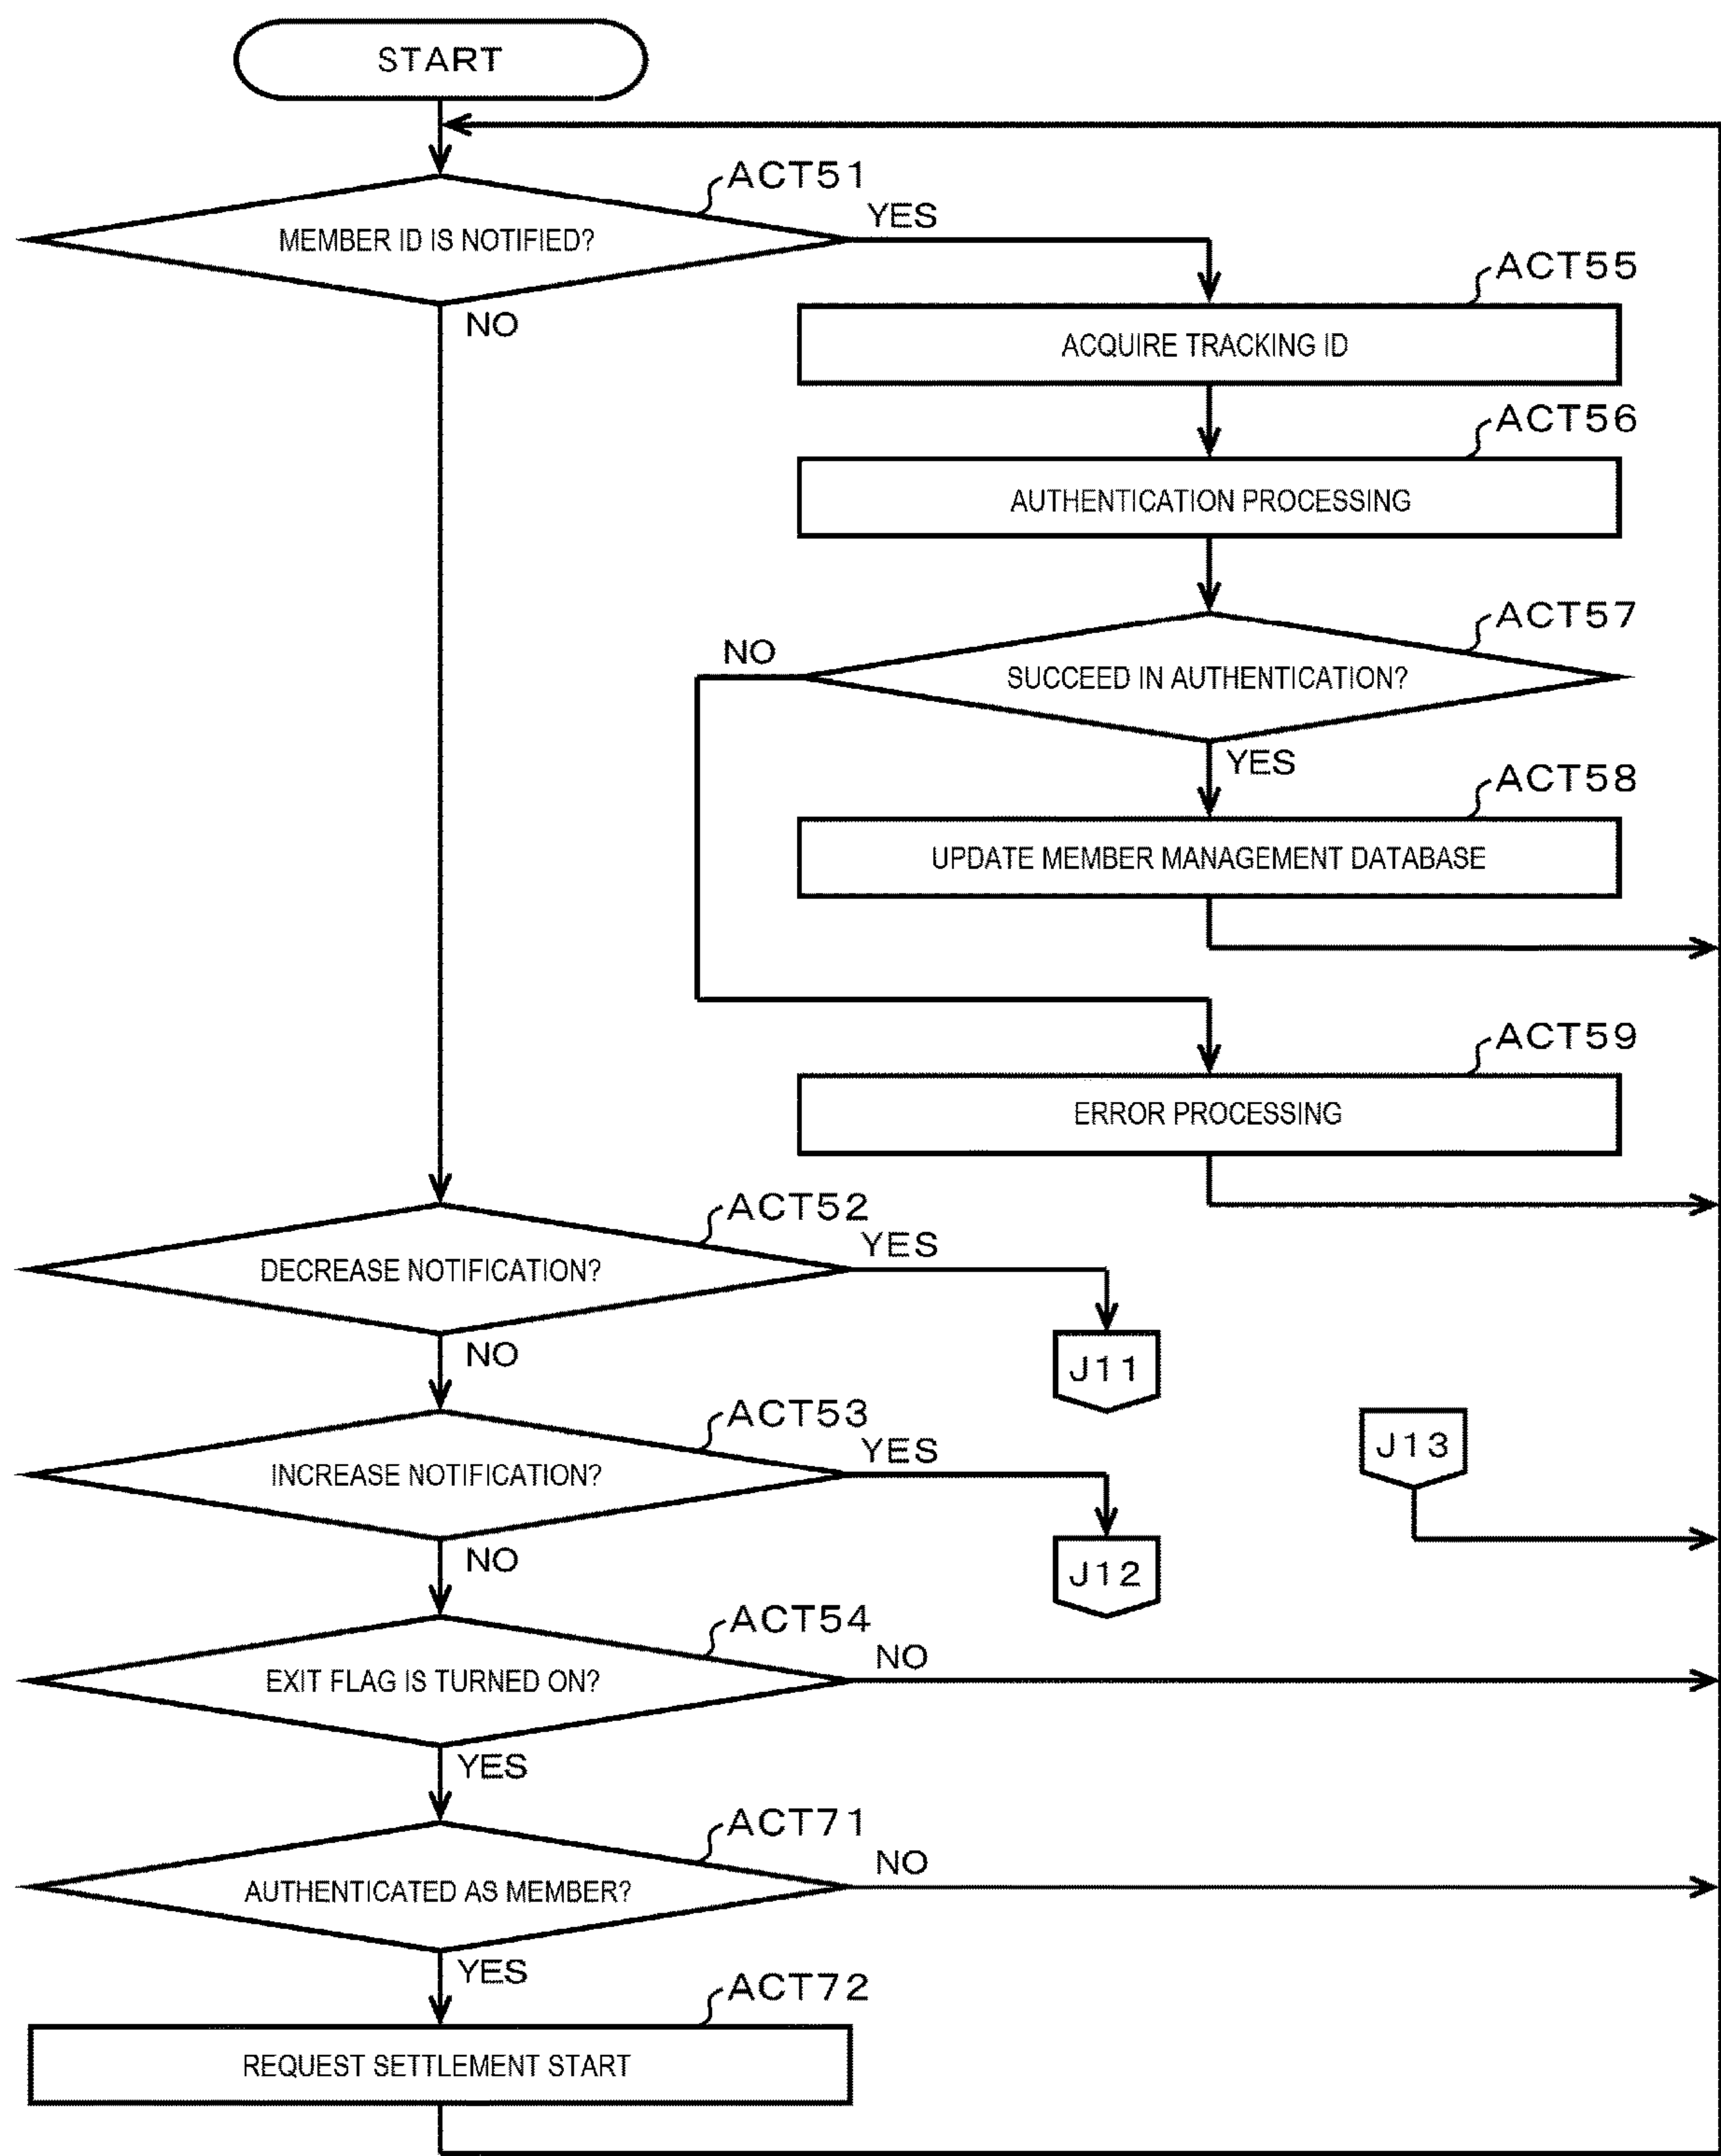 START
ACT51
MEMBER ID IS NOTIFIED?
YES
NO
ACT55
ACQUIRE TRACKING ID
ACT56
AUTHENTICATION PROCESSING
ACT57
NO
SUCCEED IN AUTHENTICATION?
YES
ACT58
UPDATE MEMBER MANAGEMENT DATABASE
ACT59
ERROR PROCESSING
ACT52
DECREASE NOTIFICATION?
YES
NO
J11
ACT53
INCREASE NOTIFICATION?
YES
NO
J12
J13
ACT54
EXIT FLAG IS TURNED ON?
NO
YES
ACT71
AUTHENTICATED AS MEMBER?
NO
YES
ACT72
REQUEST SETTLEMENT START